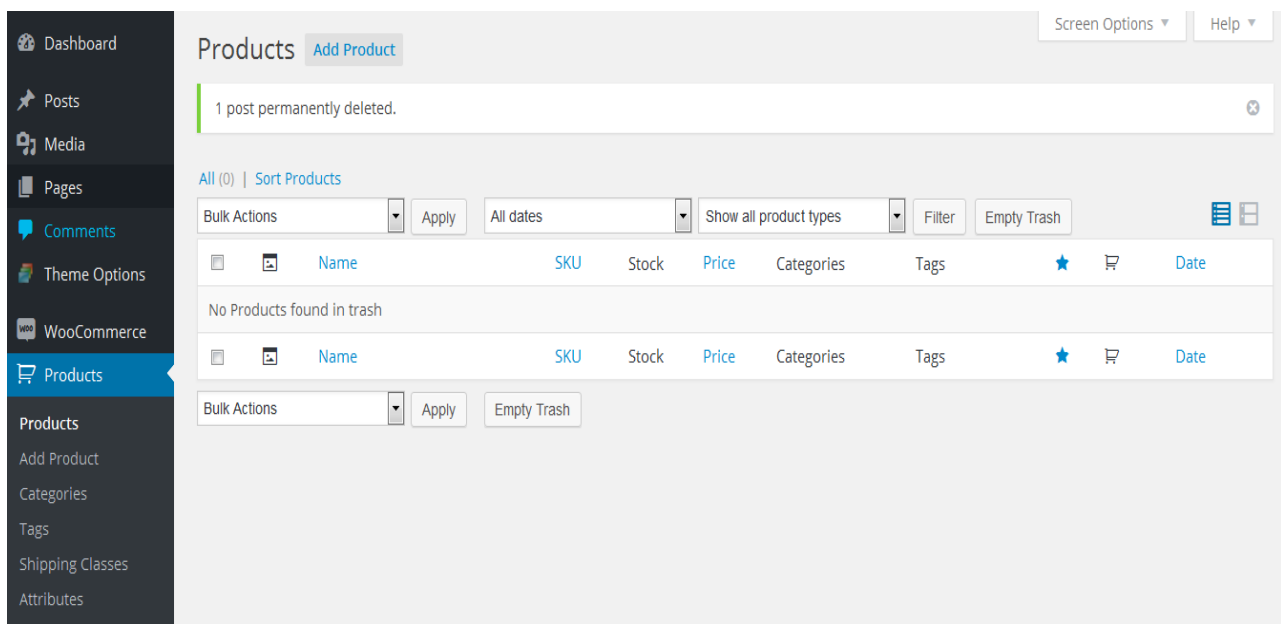 Dashboard
Posts
Media
Pages
Comments
Theme Options
WooCommerce
Products
Products
Add Product
Categories
Tags
Shipping Classes
Attributes
Screen Options Help
Products Add Product
1 post permanently deleted.
All (0) | Sort Products
Bulk Actions Apply All dates Show all product types Filter Empty Trash
Name SKU Stock Price Categories Tags Date
No Products found in trash
Name SKU Stock Price Categories Tags Date
Bulk Actions Apply Empty Trash